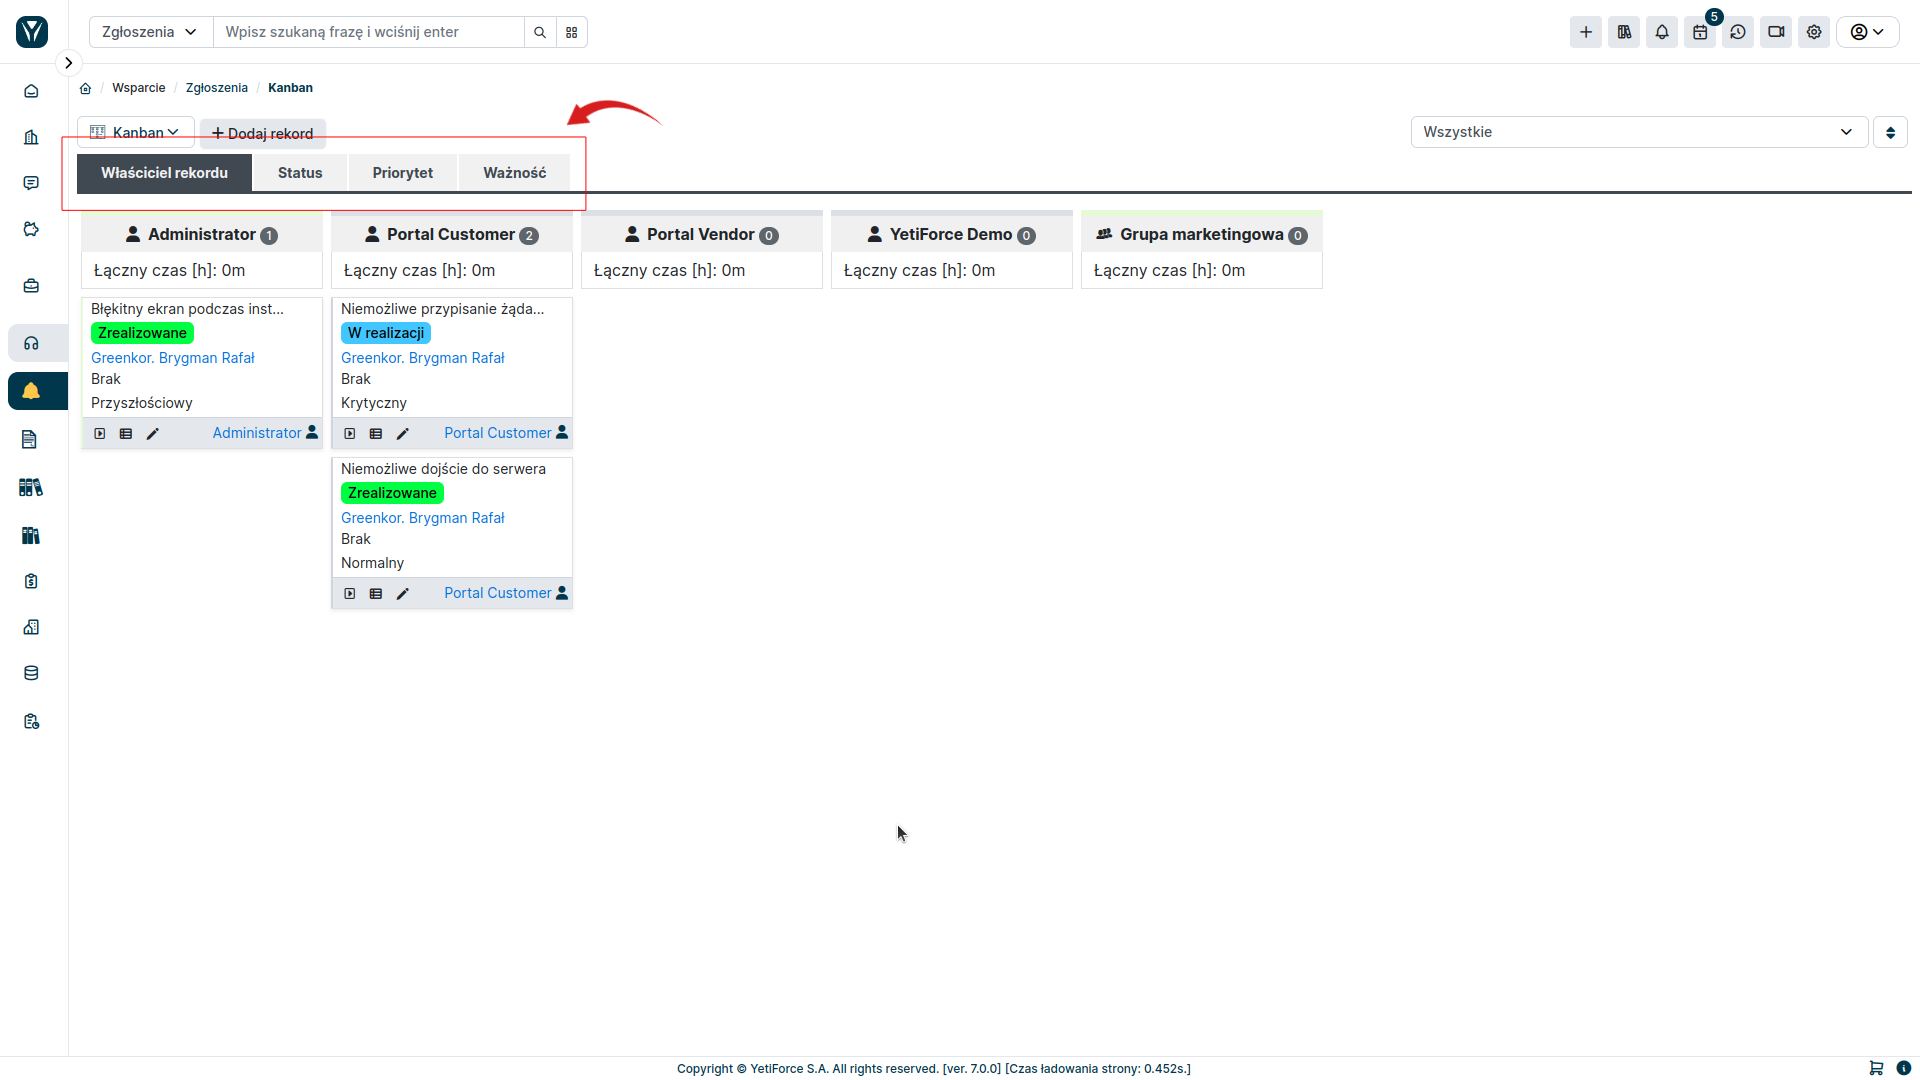 Zgłoszenia
Wpisz szukaną frazę i wciśnij enter
5
Wsparcie / Zgłoszenia / Kanban
Kanban
+ Dodaj rekord
Wszystkie
Właściciel rekordu
Status
Priorytet
Ważność
Administrator 1
Łączny czas [h]: 0m
Portal Customer 2
Łączny czas [h]: 0m
Portal Vendor 0
Łączny czas [h]: 0m
YetiForce Demo 0
Łączny czas [h]: 0m
Grupa marketingowa 0
Łączny czas [h]: 0m
Błękitny ekran podczas inst...
Zrealizowane
Greenkor. Brygman Rafał
Brak
Przyszłościowy
Administrator
Niemożliwe przypisanie żąda...
W realizacji
Greenkor. Brygman Rafał
Brak
Krytyczny
Portal Customer
Niemożliwe dojście do serwera
Zrealizowane
Greenkor. Brygman Rafał
Brak
Normalny
Portal Customer
Copyright © YetiForce S.A. All rights reserved. [ver. 7.0.0] [Czas ładowania strony: 0.452s.]